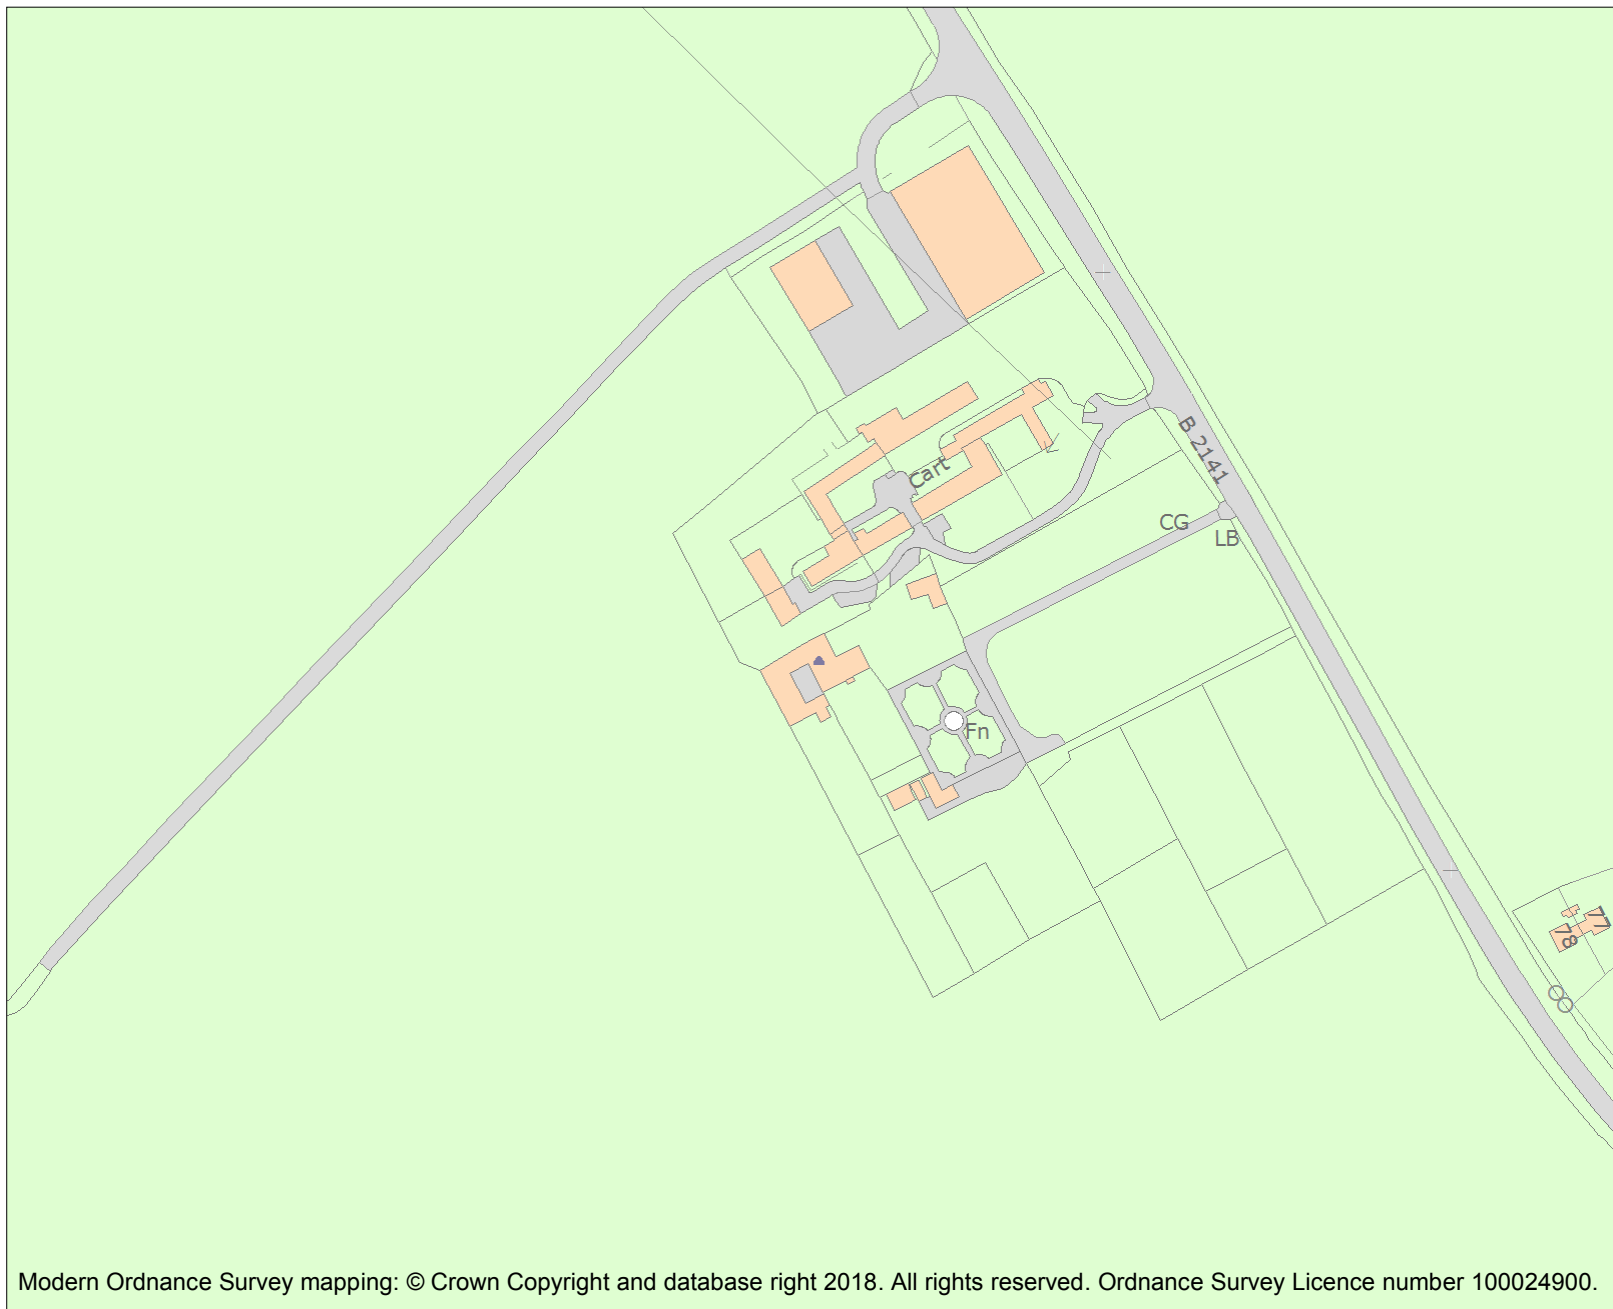 B 2141
Cart
CG
LB
Fn
77
78
Modern Ordnance Survey mapping: © Crown Copyright and database right 2018. All rights reserved. Ordnance Survey Licence number 100024900.